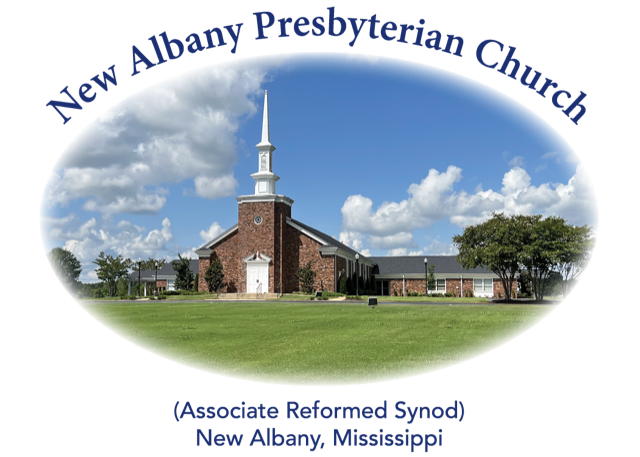 New Albany Presbyterian Church
(Associate Reformed Synod)
New Albany, Mississippi